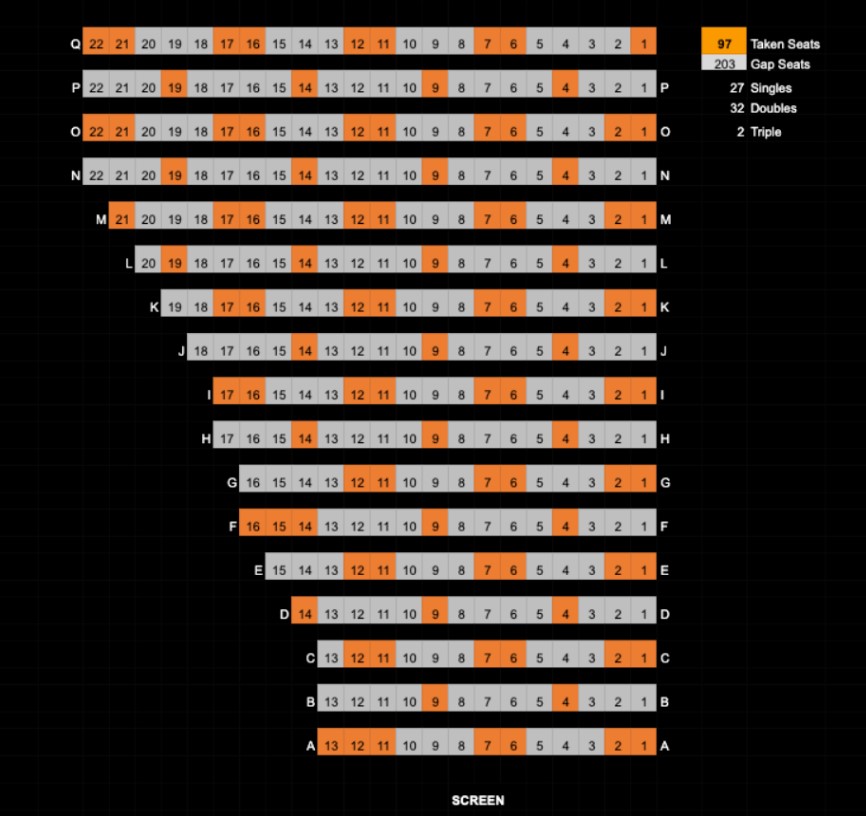 Q 22 21 20 19 18 17 16 15 14 13 12 11 10 9 8 7 6 5 4 3 2 1 97 Taken Seats
203 Gap Seats
P 22 21 20 19 18 17 16 15 14 13 12 11 10 9 8 7 6 5 4 3 2 1 P 27 Singles
32 Doubles
O 22 21 20 19 18 17 16 15 14 13 12 11 10 9 8 7 6 5 4 3 2 1 O 2 Triple
N 22 21 20 19 18 17 16 15 14 13 12 11 10 9 8 7 6 5 4 3 2 1 N
M 21 20 19 18 17 16 15 14 13 12 11 10 9 8 7 6 5 4 3 2 1 M
L 20 19 18 17 16 15 14 13 12 11 10 9 8 7 6 5 4 3 2 1 L
K 19 18 17 16 15 14 13 12 11 10 9 8 7 6 5 4 3 2 1 K
J 18 17 16 15 14 13 12 11 10 9 8 7 6 5 4 3 2 1 J
I 17 16 15 14 13 12 11 10 9 8 7 6 5 4 3 2 1 I
H 17 16 15 14 13 12 11 10 9 8 7 6 5 4 3 2 1 H
G 16 15 14 13 12 11 10 9 8 7 6 5 4 3 2 1 G
F 16 15 14 13 12 11 10 9 8 7 6 5 4 3 2 1 F
E 15 14 13 12 11 10 9 8 7 6 5 4 3 2 1 E
D 14 13 12 11 10 9 8 7 6 5 4 3 2 1 D
C 13 12 11 10 9 8 7 6 5 4 3 2 1 C
B 13 12 11 10 9 8 7 6 5 4 3 2 1 B
A 13 12 11 10 9 8 7 6 5 4 3 2 1 A
SCREEN